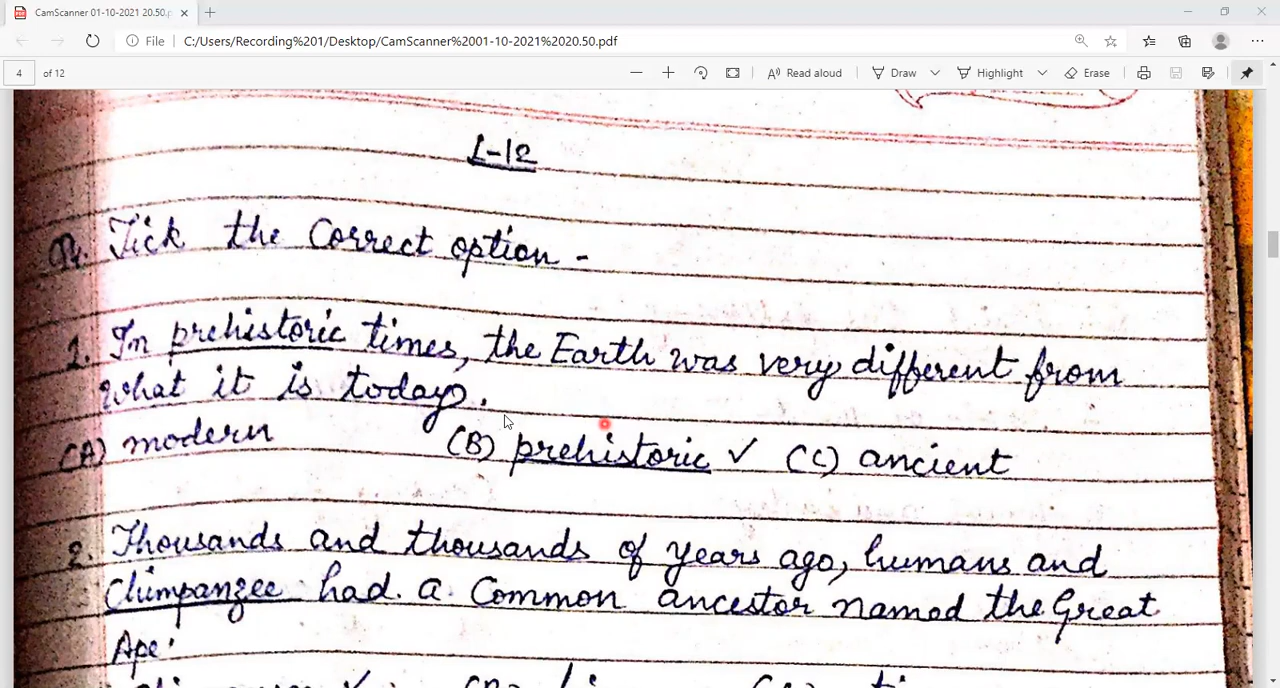 CamScanner 01-10-2021 20.50.p
File C:/Users/Recording%201/Desktop/CamScanner%2001-10-2021%2020.50.pdf
4 of 12 Read aloud Draw Highlight Erase
L-12
Q1. Tick the Correct option -
1. In prehistoric times, the Earth was very different from
what it is today.
(A) modern (B) prehistoric ✓ (C) ancient
2. Thousands and thousands of years ago, humans and
Chimpanzee had a Common ancestor named the Great
Ape.